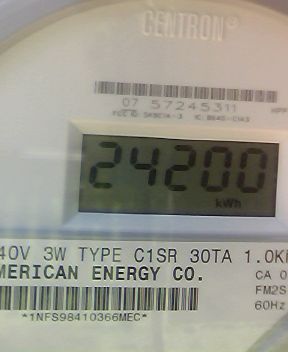 CENTRON®
07 57245311
24200
kWh
40V 3W TYPE C1SR 30TA 1.0K
MERICAN ENERGY CO.
CA 0
FM2S
60Hz
*1NFS98410366MEC*